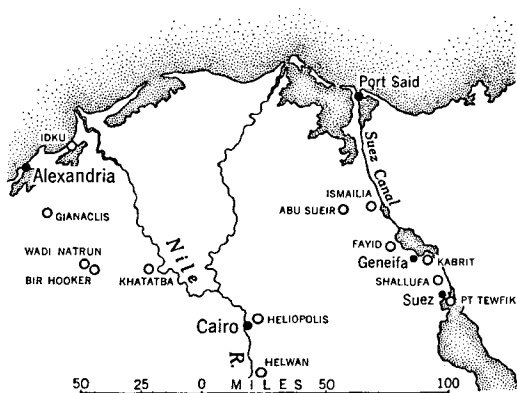 Port Said
IDKU
Suez Canal
Alexandria
ISMAILIA
GIANACLIS
ABU SUEIR
Nile
FAYID
WADI NATRUN
Geneifa
KABRIT
BIR HOOKER
KHATATBA
SHALLUFA
Suez
PT TEWFIK
Cairo
HELIOPOLIS
R.
HELWAN
MILES
50 25 0 50 100